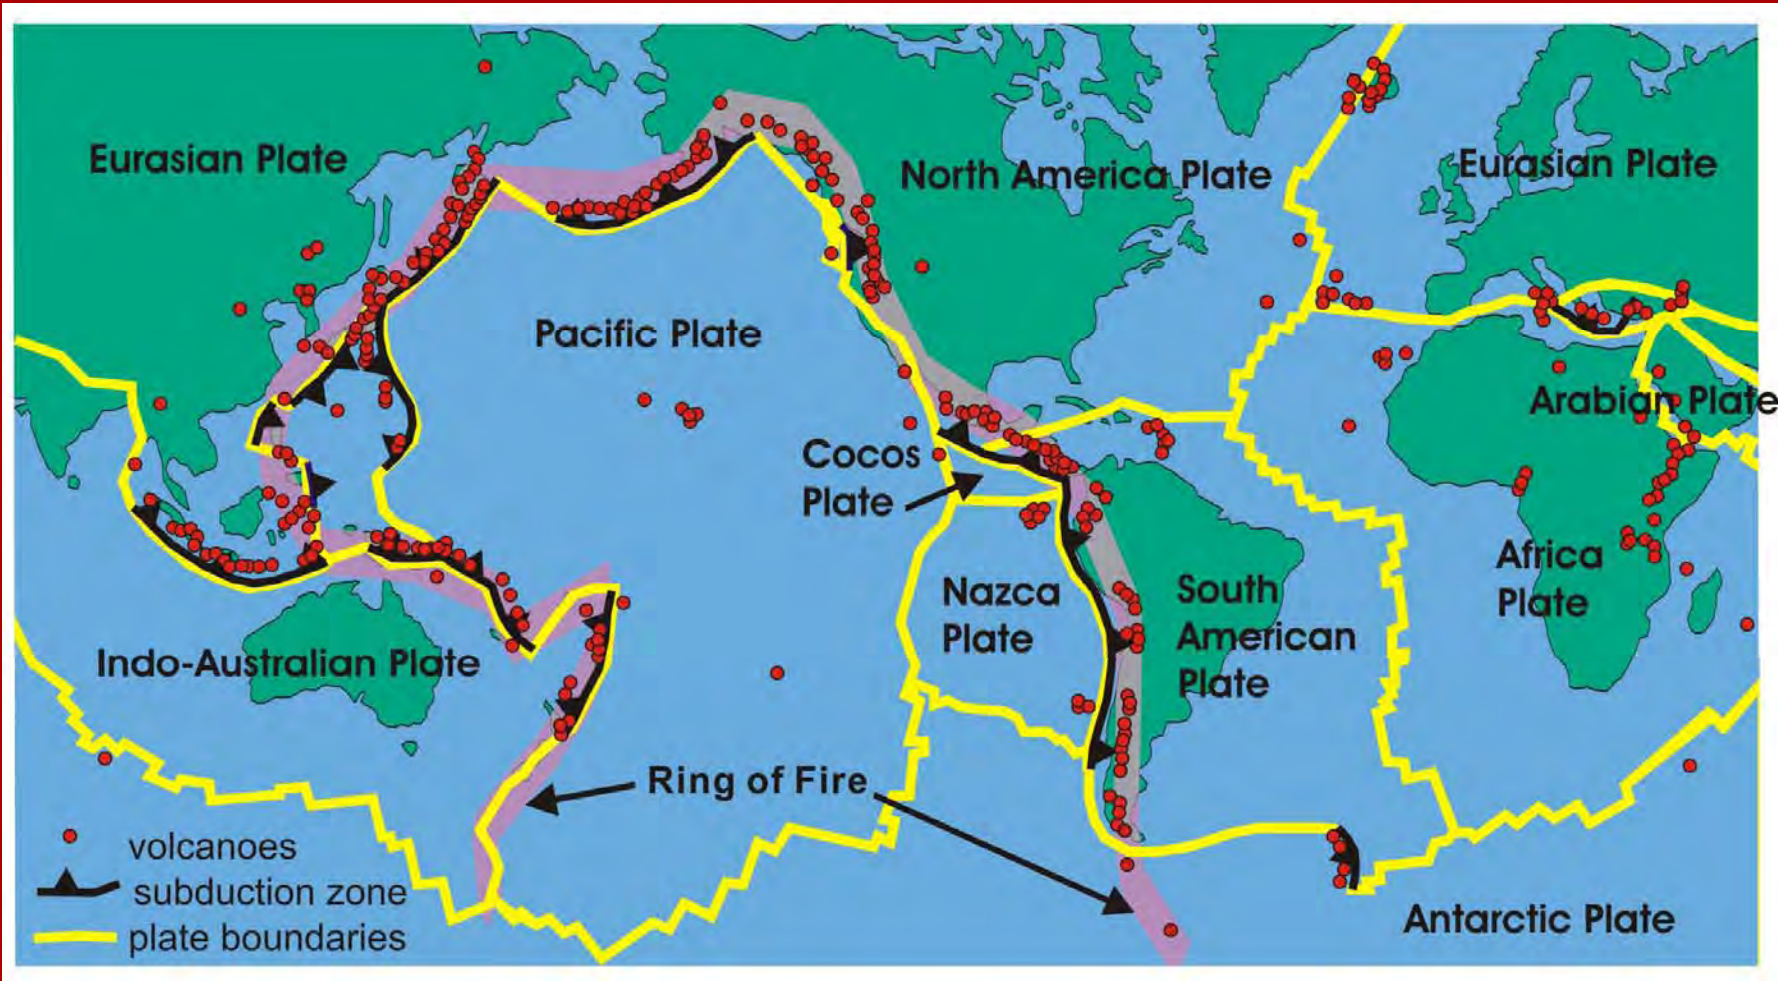 Eurasian Plate
North America Plate
Eurasian Plate
Pacific Plate
Arabian Plate
Cocos
Plate
Africa
Plate
Nazca
Plate
South
American
Plate
Indo-Australian Plate
Ring of Fire
volcanoes
subduction zone
plate boundaries
Antarctic Plate